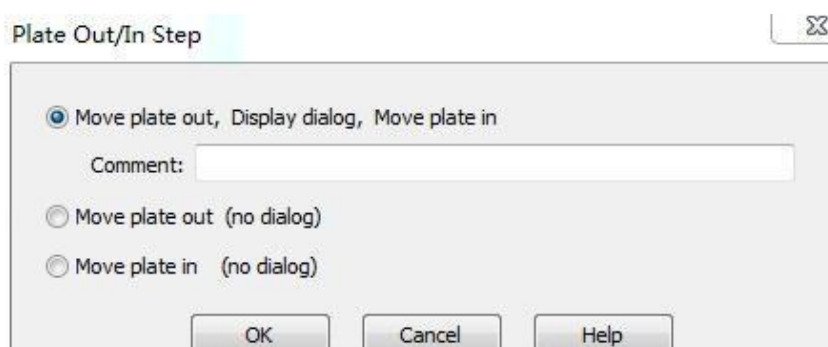 Plate Out/In Step
Move plate out, Display dialog, Move plate in
Comment:
Move plate out (no dialog)
Move plate in (no dialog)
OK Cancel Help